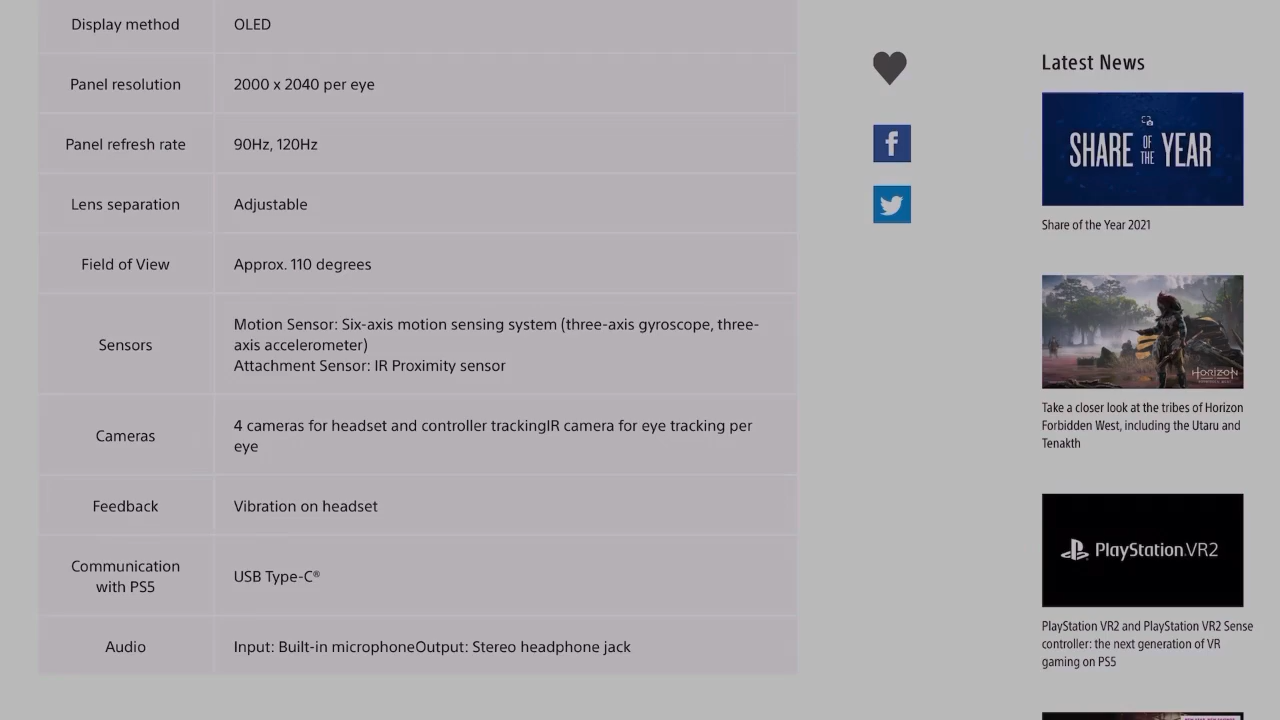 Display method
OLED
Panel resolution
2000 x 2040 per eye
Panel refresh rate
90Hz, 120Hz
Lens separation
Adjustable
Field of View
Approx. 110 degrees
Sensors
Motion Sensor: Six-axis motion sensing system (three-axis gyroscope, three-
axis accelerometer)
Attachment Sensor: IR Proximity sensor
Cameras
4 cameras for headset and controller trackingIR camera for eye tracking per
eye
Feedback
Vibration on headset
Communication
with PS5
USB Type-C®
Audio
Input: Built-in microphoneOutput: Stereo headphone jack
Latest News
SHARE OF THE YEAR
Share of the Year 2021
HORIZON
Take a closer look at the tribes of Horizon
Forbidden West, including the Utaru and
Tenakth
PlayStation.VR2
PlayStation VR2 and PlayStation VR2 Sense
controller: the next generation of VR
gaming on PS5